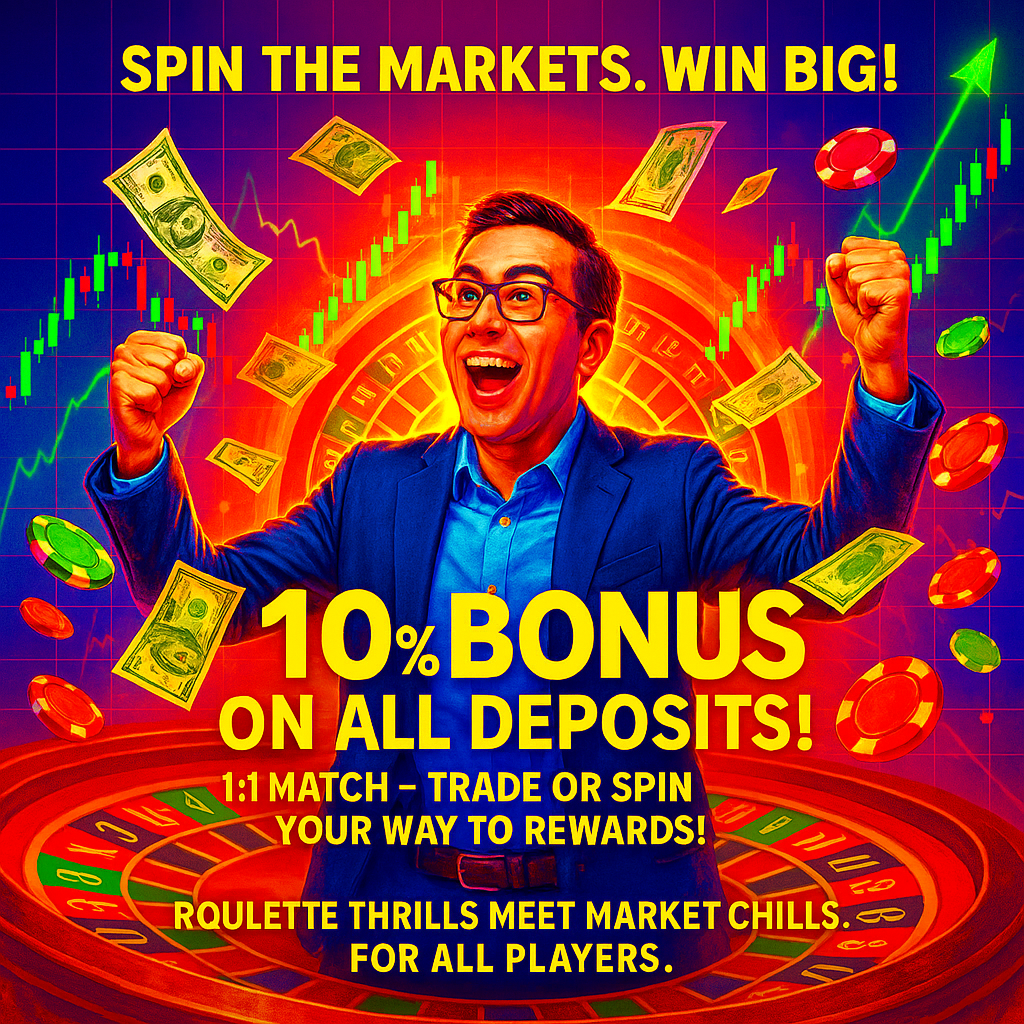 SPIN THE MARKETS. WIN BIG!
10% BONUS
ON ALL DEPOSITS!
1:1 MATCH – TRADE OR SPIN
YOUR WAY TO REWARDS!
ROULETTE THRILLS MEET MARKET CHILLS.
FOR ALL PLAYERS.